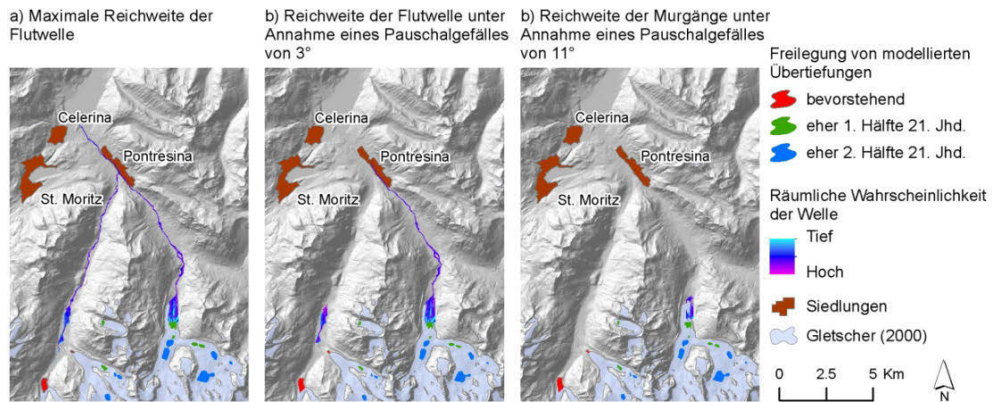 a) Maximale Reichweite der
Flutwelle
b) Reichweite der Flutwelle unter
Annahme eines Pauschalgefälles
von 3°
b) Reichweite der Murgänge unter
Annahme eines Pauschalgefälles
von 11°
Celerina
Pontresina
St. Moritz
Celerina
Pontresina
St. Moritz
Celerina
Pontresina
St. Moritz
Freilegung von modellierten
Übertiefungen
bevorstehend
eher 1. Hälfte 21. Jhd.
eher 2. Hälfte 21. Jhd.
Räumliche Wahrscheinlichkeit
der Welle
Tief
Hoch
Siedlungen
Gletscher (2000)
0 2.5 5 Km
N